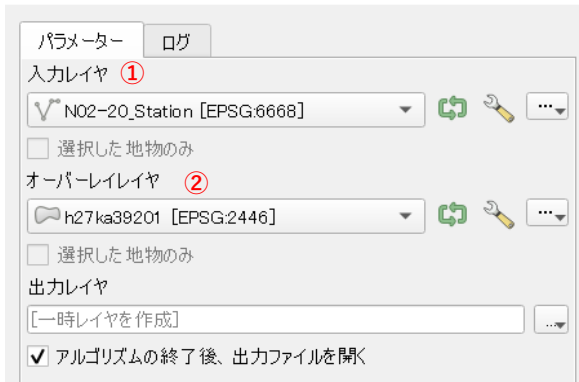 パラメーター ログ
入力レイヤ ①
N02-20_Station [EPSG:6668]
選択した地物のみ
オーバーレイレイヤ ②
h27ka39201 [EPSG:2446]
選択した地物のみ
出力レイヤ
[一時レイヤを作成]
アルゴリズムの終了後、出力ファイルを開く